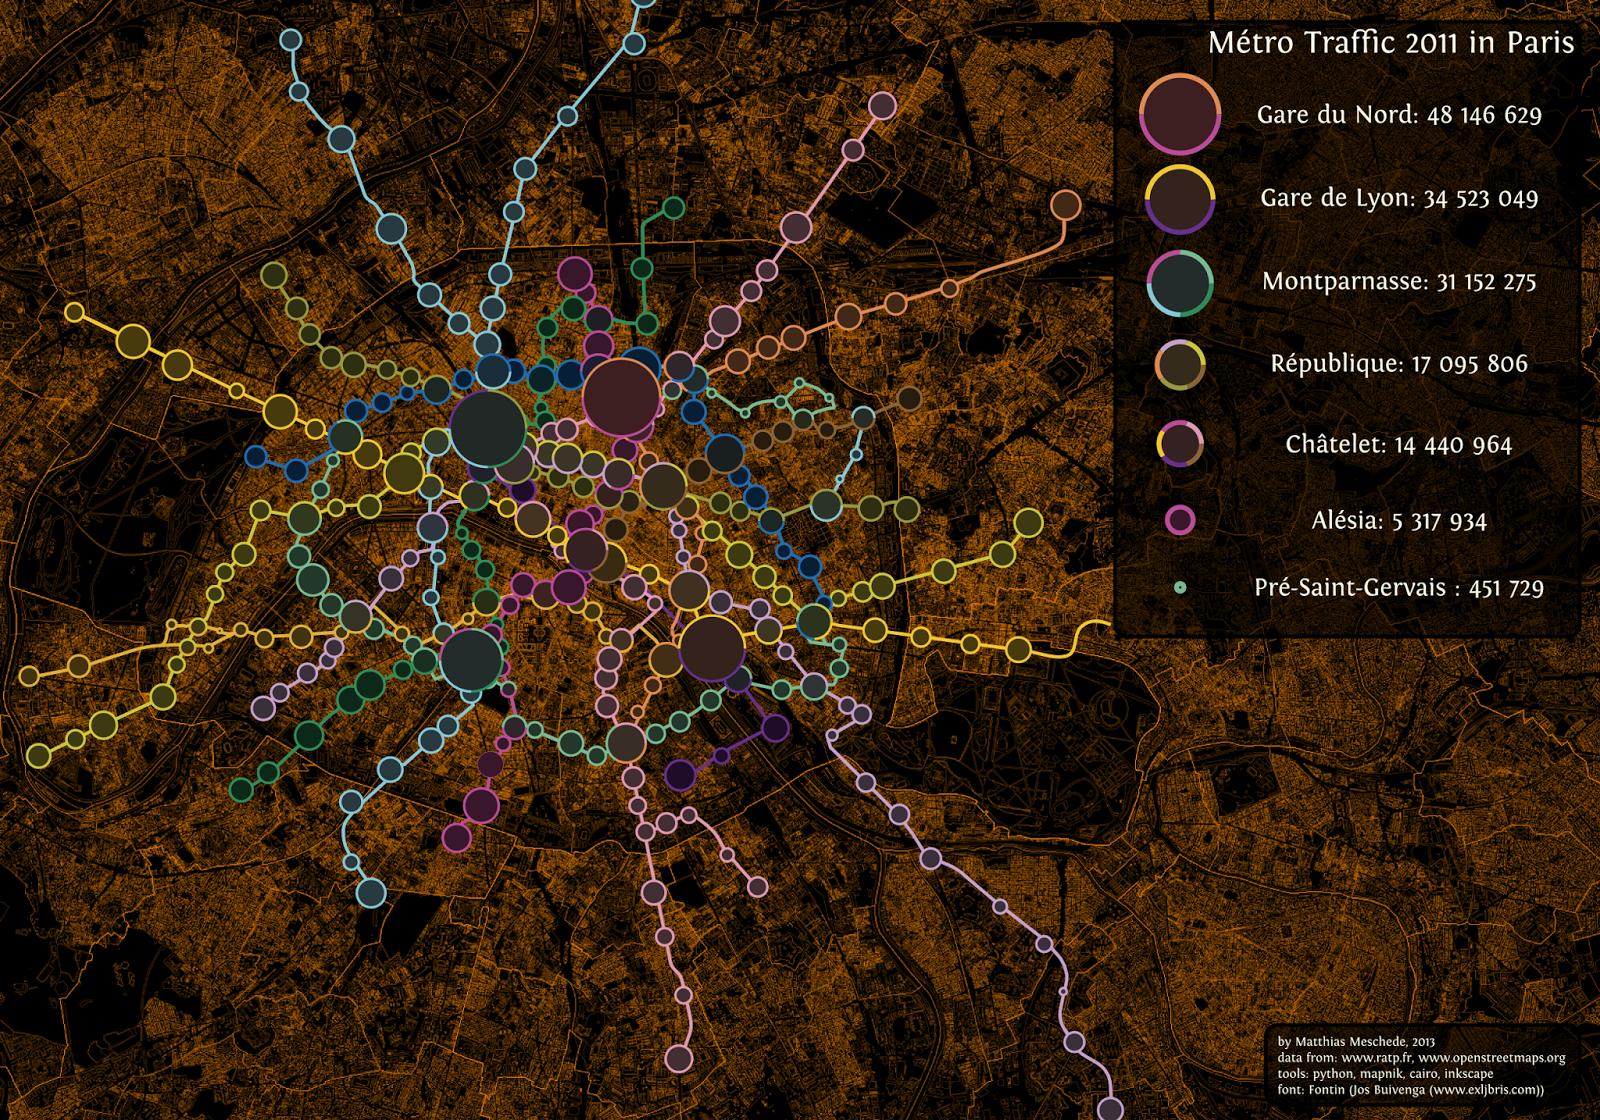 Métro Traffic 2011 in Paris
Gare du Nord: 48 146 629
Gare de Lyon: 34 523 049
Montparnasse: 31 152 275
République: 17 095 806
Châtelet: 14 440 964
Alésia: 5 317 934
Pré-Saint-Gervais : 451 729
by Matthias Meschede, 2013
data from: www.ratp.fr, www.openstreetmaps.org
tools: python, mapnik, cairo, inkscape
font: Fontin (Jos Buivenga (www.exljbris.com))